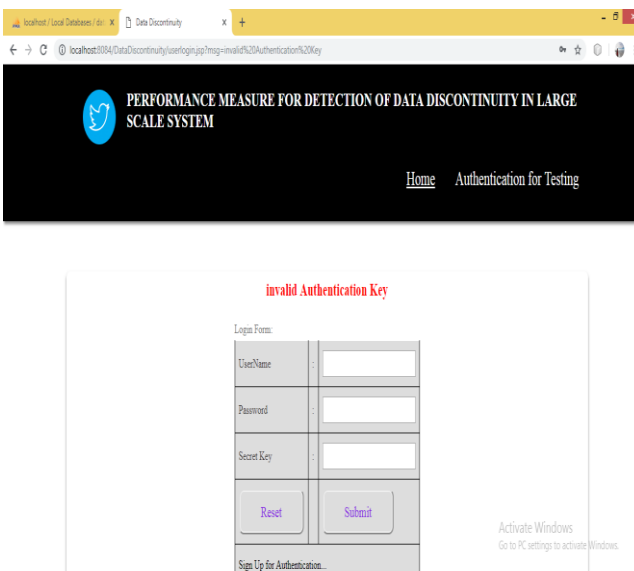 localhost / Local Databases / dat
Data Discontinuity
localhost:8084/DataDiscontinuity/userlogin.jsp?msg=invalid%20Authentication%20Key
PERFORMANCE MEASURE FOR DETECTION OF DATA DISCONTINUITY IN LARGE
SCALE SYSTEM
Home Authentication for Testing
invalid Authentication Key
Login Form:
UserName :
Password :
Secret Key :
Reset Submit
Sign Up for Authentication...
Activate Windows
Go to PC settings to activate Windows.